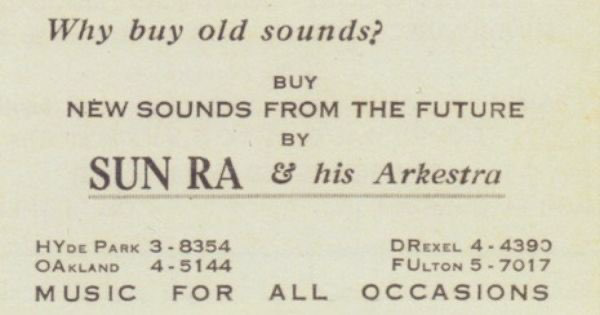 Why buy old sounds?
BUY
NEW SOUNDS FROM THE FUTURE
BY
SUN RA & his Arkestra
HYDE PARK 3-8354 DREXEL 4-4390
OAKLAND 4-5144 FULTON 5-7017
MUSIC FOR ALL OCCASIONS